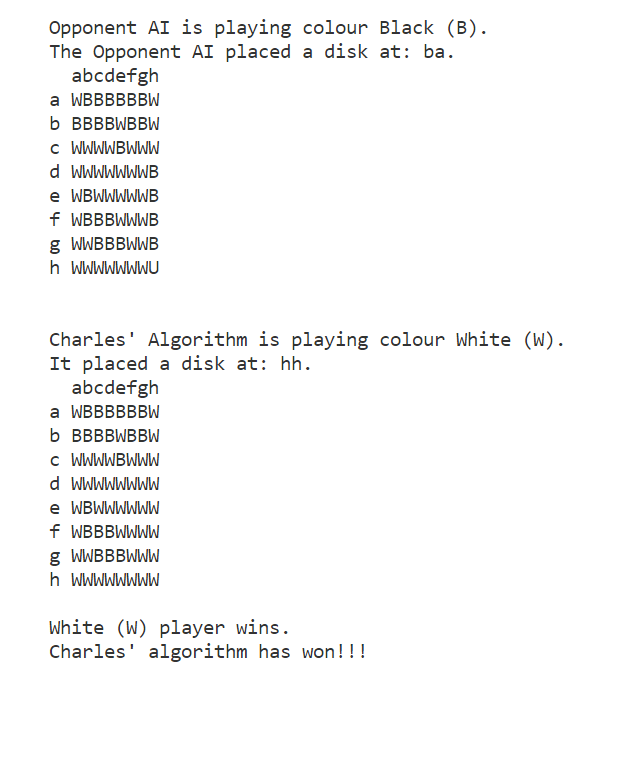 Opponent AI is playing colour Black (B).
The Opponent AI placed a disk at: ba.
  abcdefgh
a WBBBBBBW
b BBBBWBBW
c WWWWBWWW
d WWWWWWWB
e WBWWWWWB
f WBBBWWWB
g WWBBBWWB
h WWWWWWWU
Charles' Algorithm is playing colour White (W).
It placed a disk at: hh.
  abcdefgh
a WBBBBBBW
b BBBBWBBW
c WWWWBWWW
d WWWWWWWW
e WBWWWWWW
f WBBBWWWW
g WWBBBWWW
h WWWWWWWW
White (W) player wins.
Charles' algorithm has won!!!